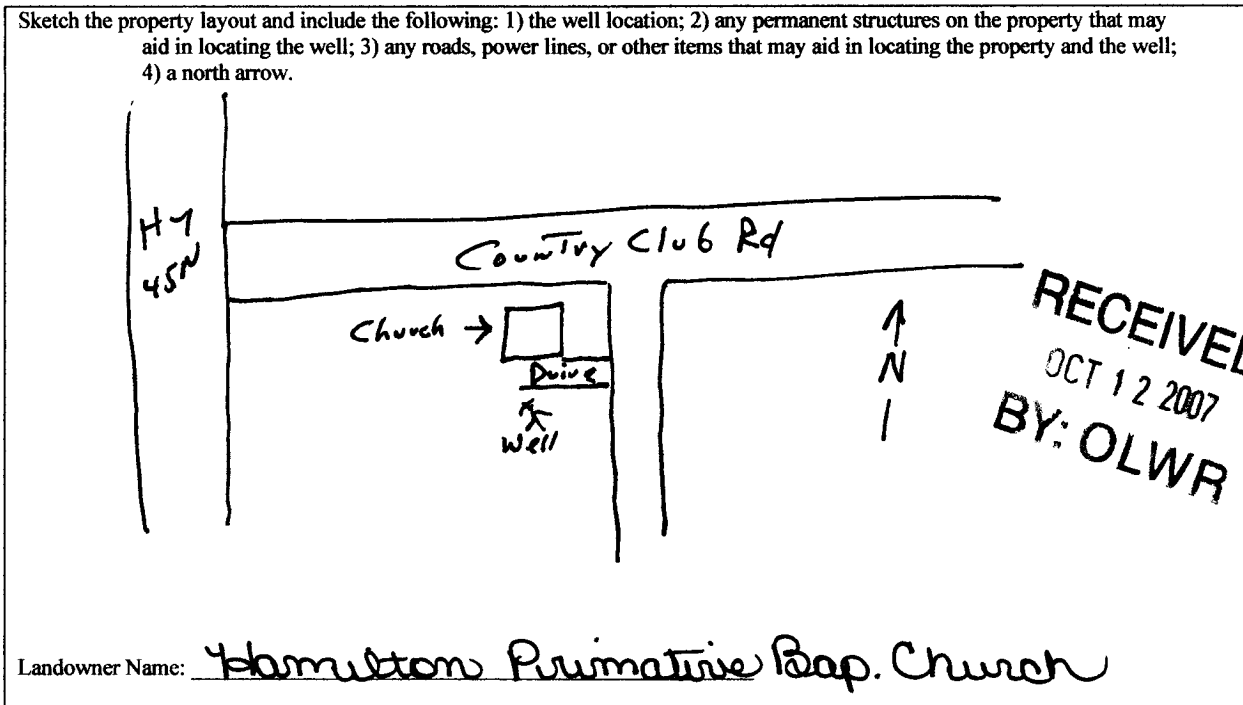 Sketch the property layout and include the following: 1) the well location; 2) any permanent structures on the property that may
aid in locating the well; 3) any roads, power lines, or other items that may aid in locating the property and the well;
4) a north arrow.
Hy
45N
Country Club Rd
Church →
Drive
Well
N
RECEIVED
OCT 12 2007
BY: OLWR
Landowner Name: Hamilton Primative Bap. Church